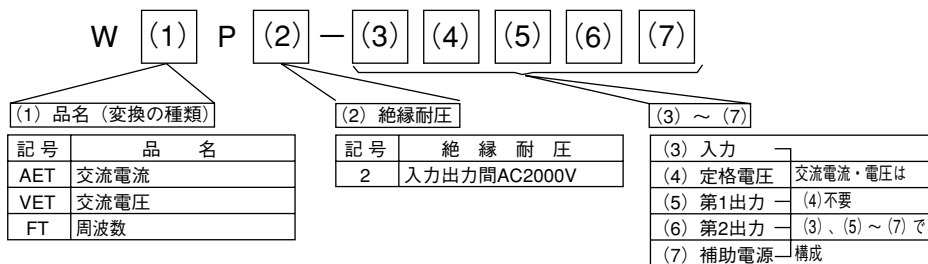 W (1) P (2) － (3) (4) (5) (6) (7)
(1) 品名（変換の種類）
記号 品名
AET 交流電流
VET 交流電圧
FT 周波数
(2) 絶縁耐圧
記号 絶縁耐圧
2 入力出力間AC2000V
(3) ～ (7)
(3) 入力
(4) 定格電圧 交流電流・電圧は
(5) 第1出力 (4)不要
(6) 第2出力 (3)、(5)～(7)で
(7) 補助電源 構成